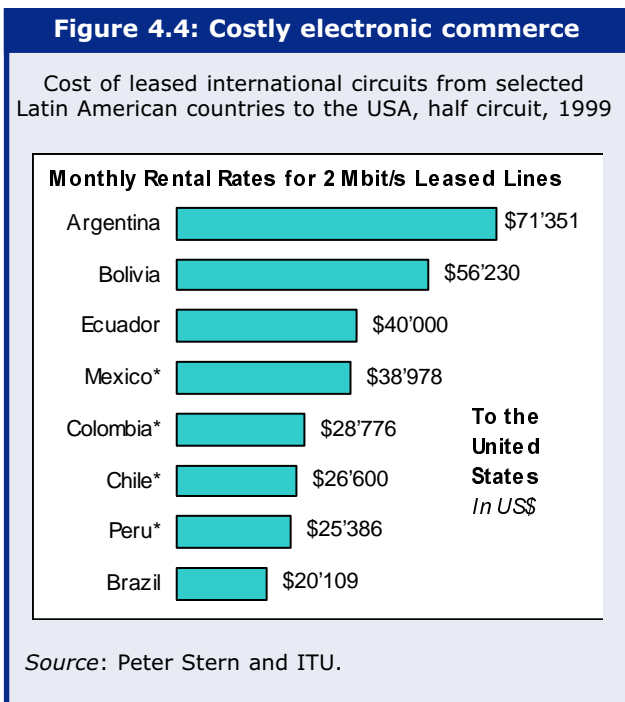 Figure 4.4: Costly electronic commerce
Cost of leased international circuits from selected
Latin American countries to the USA, half circuit, 1999
Monthly Rental Rates for 2 Mbit/s Leased Lines
Argentina $71’351
Bolivia $56’230
Ecuador $40’000
Mexico* $38’978
Colombia* $28’776
Chile* $26’600
Peru* $25’386
Brazil $20’109
To the
United
States
In US$
Source: Peter Stern and ITU.